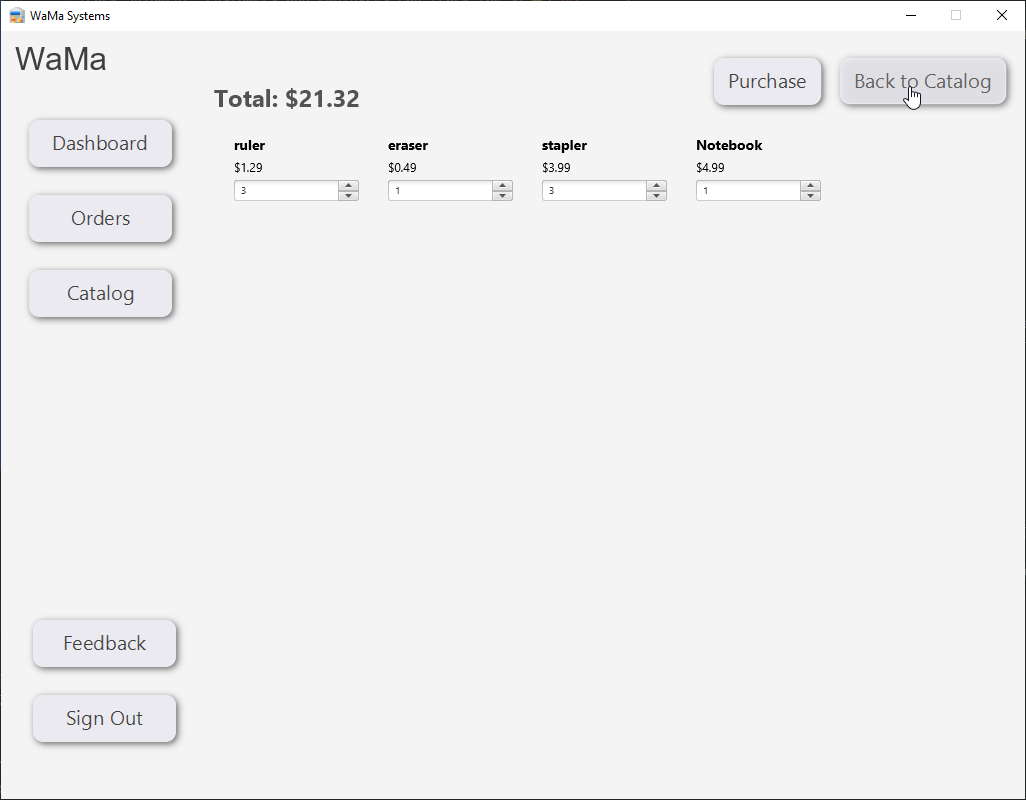 WaMa Systems
WaMa
Purchase
Back to Catalog
Total: $21.32
Dashboard
Orders
Catalog
ruler
$1.29
3
eraser
$0.49
1
stapler
$3.99
3
Notebook
$4.99
1
Feedback
Sign Out